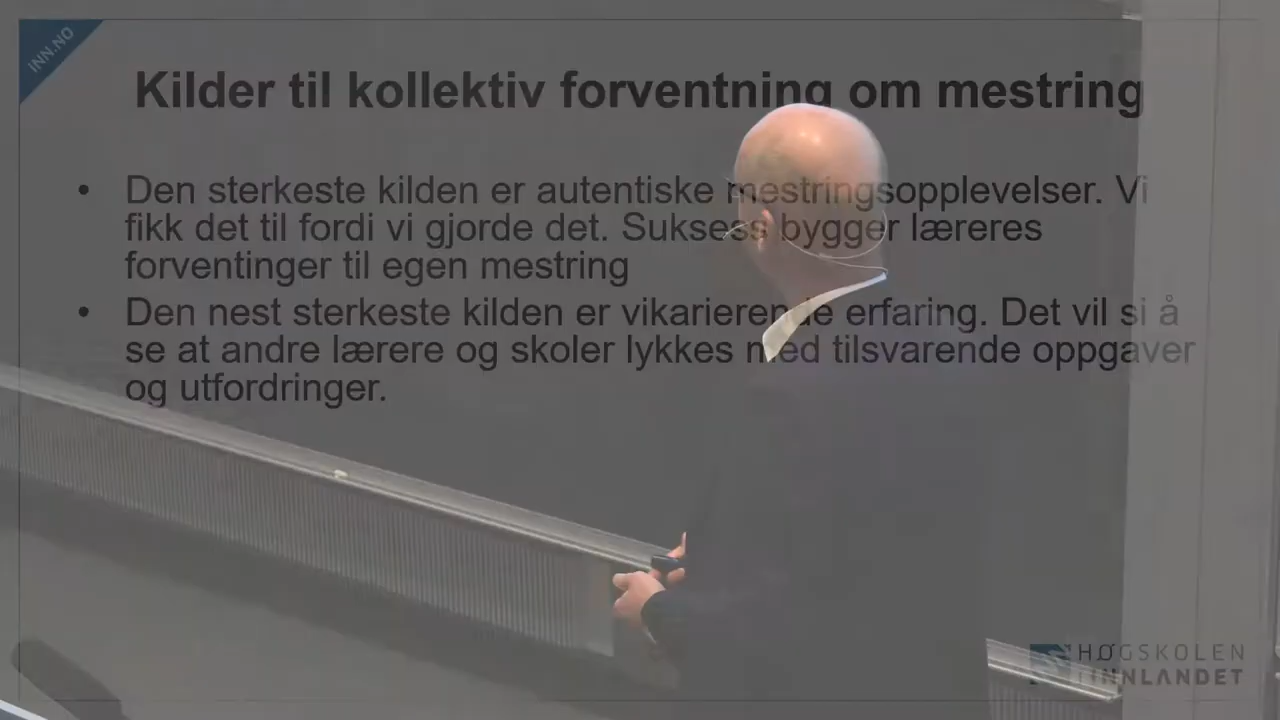 INN.NO
Kilder til kollektiv forventning om mestring
• Den sterkeste kilden er autentiske mestringsopplevelser. Vi
fikk det til fordi vi gjorde det. Suksess bygger læreres
forventinger til egen mestring
• Den nest sterkeste kilden er vikarierende erfaring. Det vil si å
se at andre lærere og skoler lykkes med tilsvarende oppgaver
og utfordringer.
HØGSKOLEN
I INNLANDET